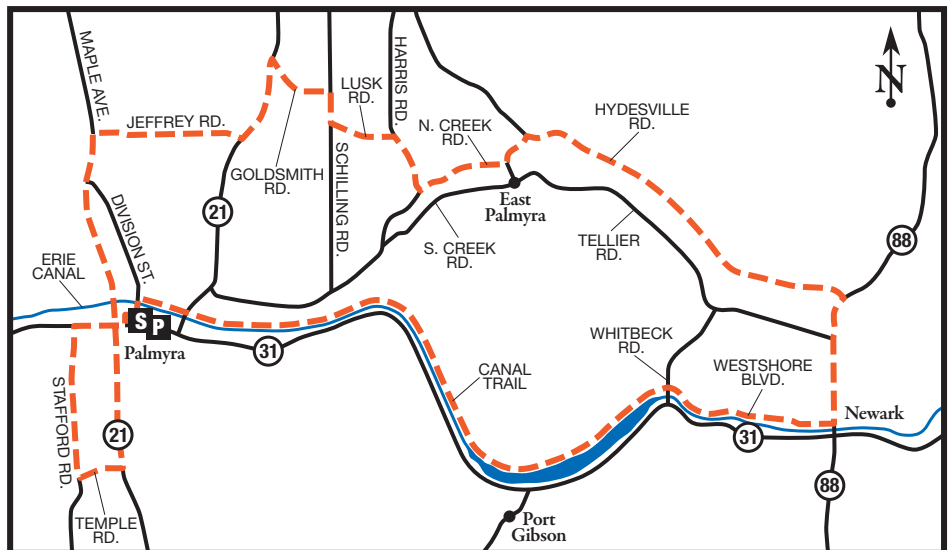 MAPLE AVE.
JEFFREY RD.
GOLDSMITH
RD.
LUSK
RD.
HARRIS RD.
N. CREEK
RD.
HYDESVILLE
RD.
N
SCHILLING RD.
21
DIVISION ST.
East
Palmyra
S. CREEK
RD.
TELLIER
RD.
88
ERIE
CANAL
S
P
Palmyra
31
WHITBECK
RD.
CANAL
TRAIL
WESTSHORE
BLVD.
Newark
31
STAFFORD RD.
21
88
TEMPLE
RD.
Port
Gibson